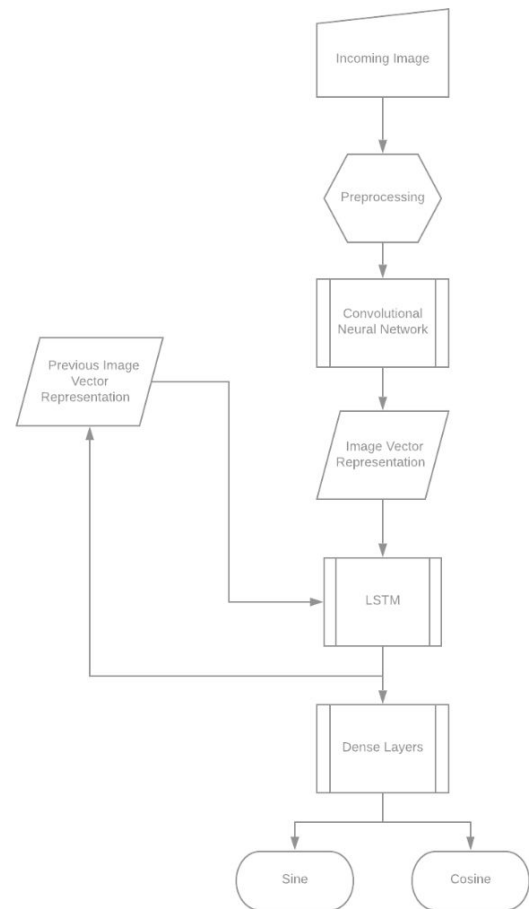 Incoming Image
Preprocessing
Convolutional
Neural Network
Previous Image
Vector
Representation
Image Vector
Representation
LSTM
Dense Layers
Sine
Cosine